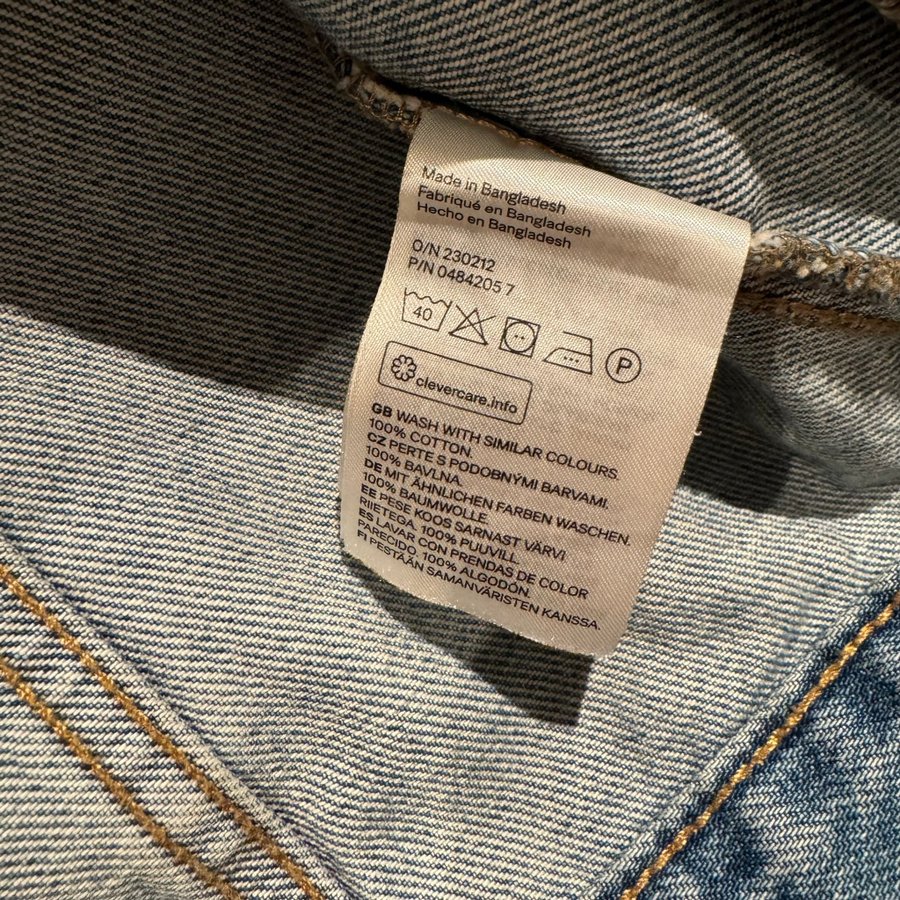 Made in Bangladesh
Fabriqué en Bangladesh
Hecho en Bangladesh
O/N 230212
P/N 0484205 7
40
P
clevercare.info
GB WASH WITH SIMILAR COLOURS.
100% COTTON.
CZ PERTE S PODOBNÝMI BARVAMI.
100% BAVLNA.
DE MIT ÄHNLICHEN FARBEN WASCHEN.
100% BAUMWOLLE.
EE PESE KOOS SARNAST VÄRVI
RIIETEGA. 100% PUUVILL.
ES LAVAR CON PRENDAS DE COLOR
PARECIDO. 100% ALGODÓN.
FI PESTÄÄN SAMANVÄRISTEN KANSSA.